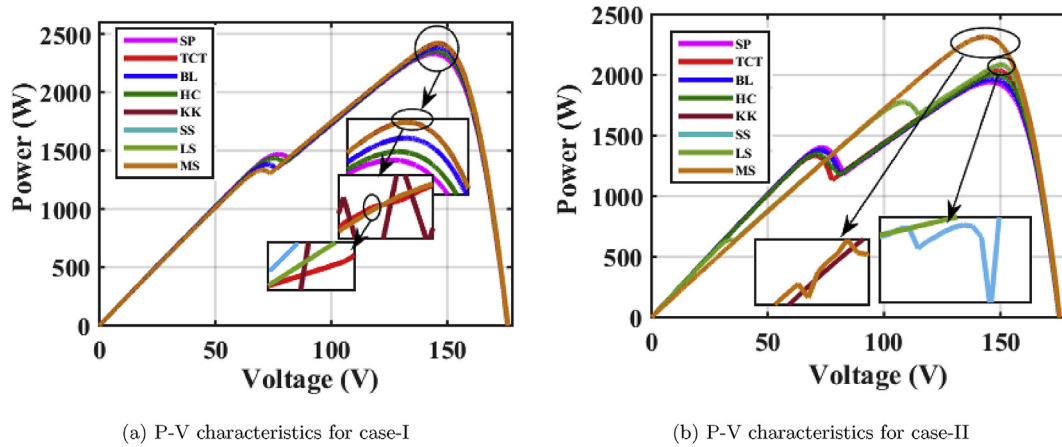 2500
2000
1500
1000
500
0
Power (W)
SP
TCT
BL
HC
KK
SS
LS
MS
0
50
100
150
Voltage (V)
(a) P-V characteristics for case-I
2500
2000
1500
1000
500
0
Power (W)
SP
TCT
BL
HC
KK
SS
LS
MS
0
50
100
150
Voltage (V)
(b) P-V characteristics for case-II